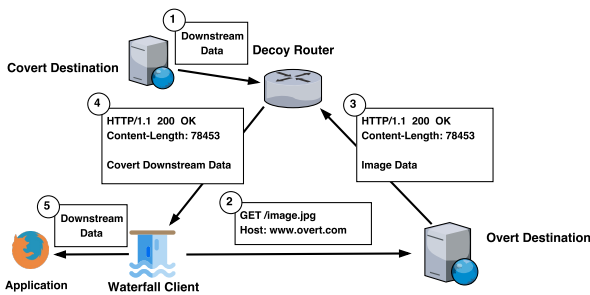 1
Downstream
Data
Decoy Router
Covert Destination
4
HTTP/1.1 200 OK
Content-Length: 78453
Covert Downstream Data
3
HTTP/1.1 200 OK
Content-Length: 78453
Image Data
5
Downstream
Data
2
GET /image.jpg
Host: www.overt.com
Overt Destination
Application
Waterfall Client